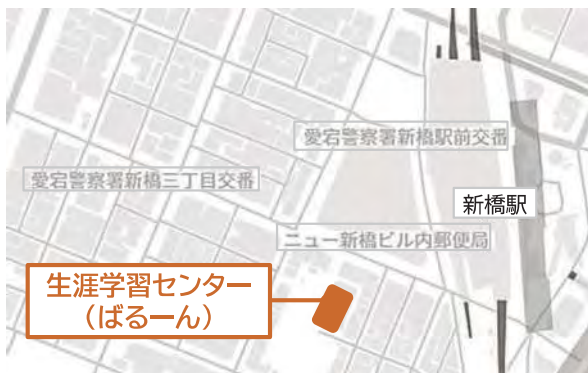 愛宕警察署新橋駅前交番
愛宕警察署新橋三丁目交番
新橋駅
ニュー新橋ビル内郵便局
生涯学習センター
（ばるーん）